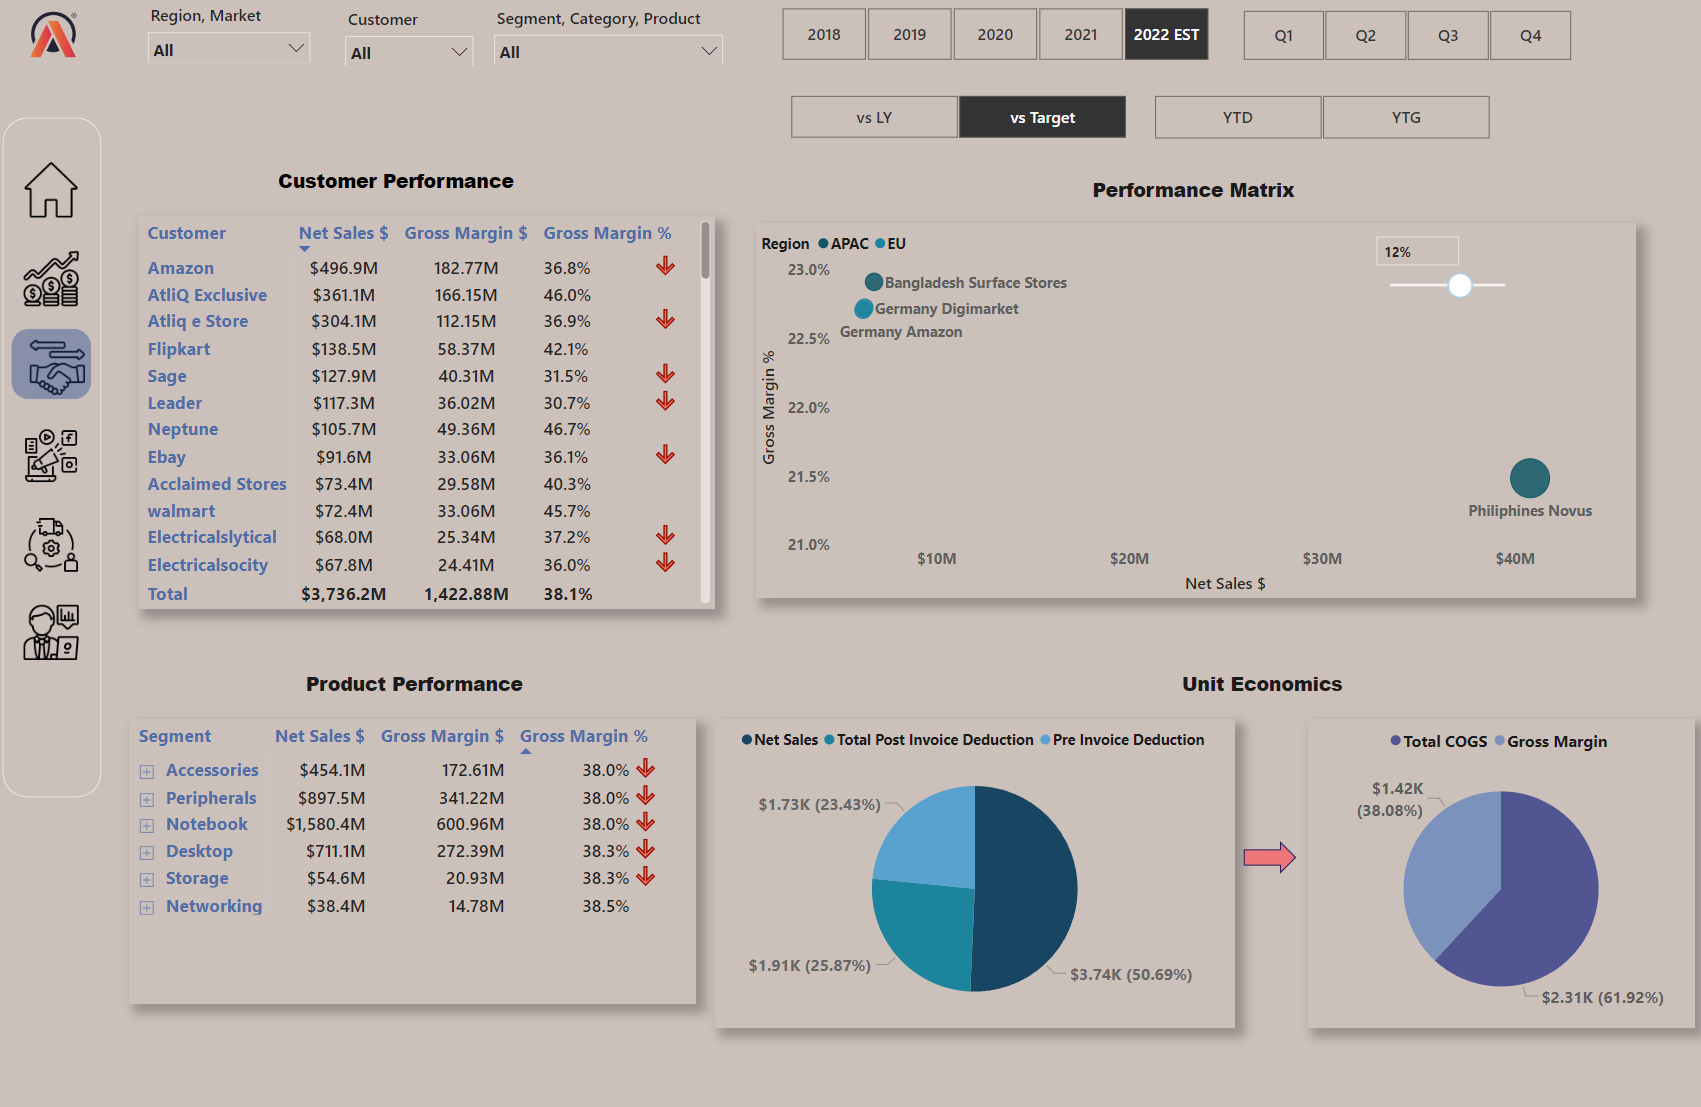 Region, Market
All
Customer
All
Segment, Category, Product
All
2018 2019 2020 2021 2022 EST
Q1 Q2 Q3 Q4
vs LY vs Target
YTD YTG
Customer Performance
Customer Net Sales $ Gross Margin $ Gross Margin %
Amazon $496.9M 182.77M 36.8%
AtliQ Exclusive $361.1M 166.15M 46.0%
Atliq e Store $304.1M 112.15M 36.9%
Flipkart $138.5M 58.37M 42.1%
Sage $127.9M 40.31M 31.5%
Leader $117.3M 36.02M 30.7%
Neptune $105.7M 49.36M 46.7%
Ebay $91.6M 33.06M 36.1%
Acclaimed Stores $73.4M 29.58M 40.3%
walmart $72.4M 33.06M 45.7%
Electricalslytical $68.0M 25.34M 37.2%
Electricalsocity $67.8M 24.41M 36.0%
Total $3,736.2M 1,422.88M 38.1%
Performance Matrix
Region APAC EU
12%
Gross Margin %
23.0%
22.5%
22.0%
21.5%
21.0%
Bangladesh Surface Stores
Germany Digimarket
Germany Amazon
Philiphines Novus
$10M $20M $30M $40M
Net Sales $
Product Performance
Segment Net Sales $ Gross Margin $ Gross Margin %
Accessories $454.1M 172.61M 38.0%
Peripherals $897.5M 341.22M 38.0%
Notebook $1,580.4M 600.96M 38.0%
Desktop $711.1M 272.39M 38.3%
Storage $54.6M 20.93M 38.3%
Networking $38.4M 14.78M 38.5%
Unit Economics
Net Sales Total Post Invoice Deduction Pre Invoice Deduction
$1.73K (23.43%)
$1.91K (25.87%)
$3.74K (50.69%)
Total COGS Gross Margin
$1.42K
(38.08%)
$2.31K (61.92%)